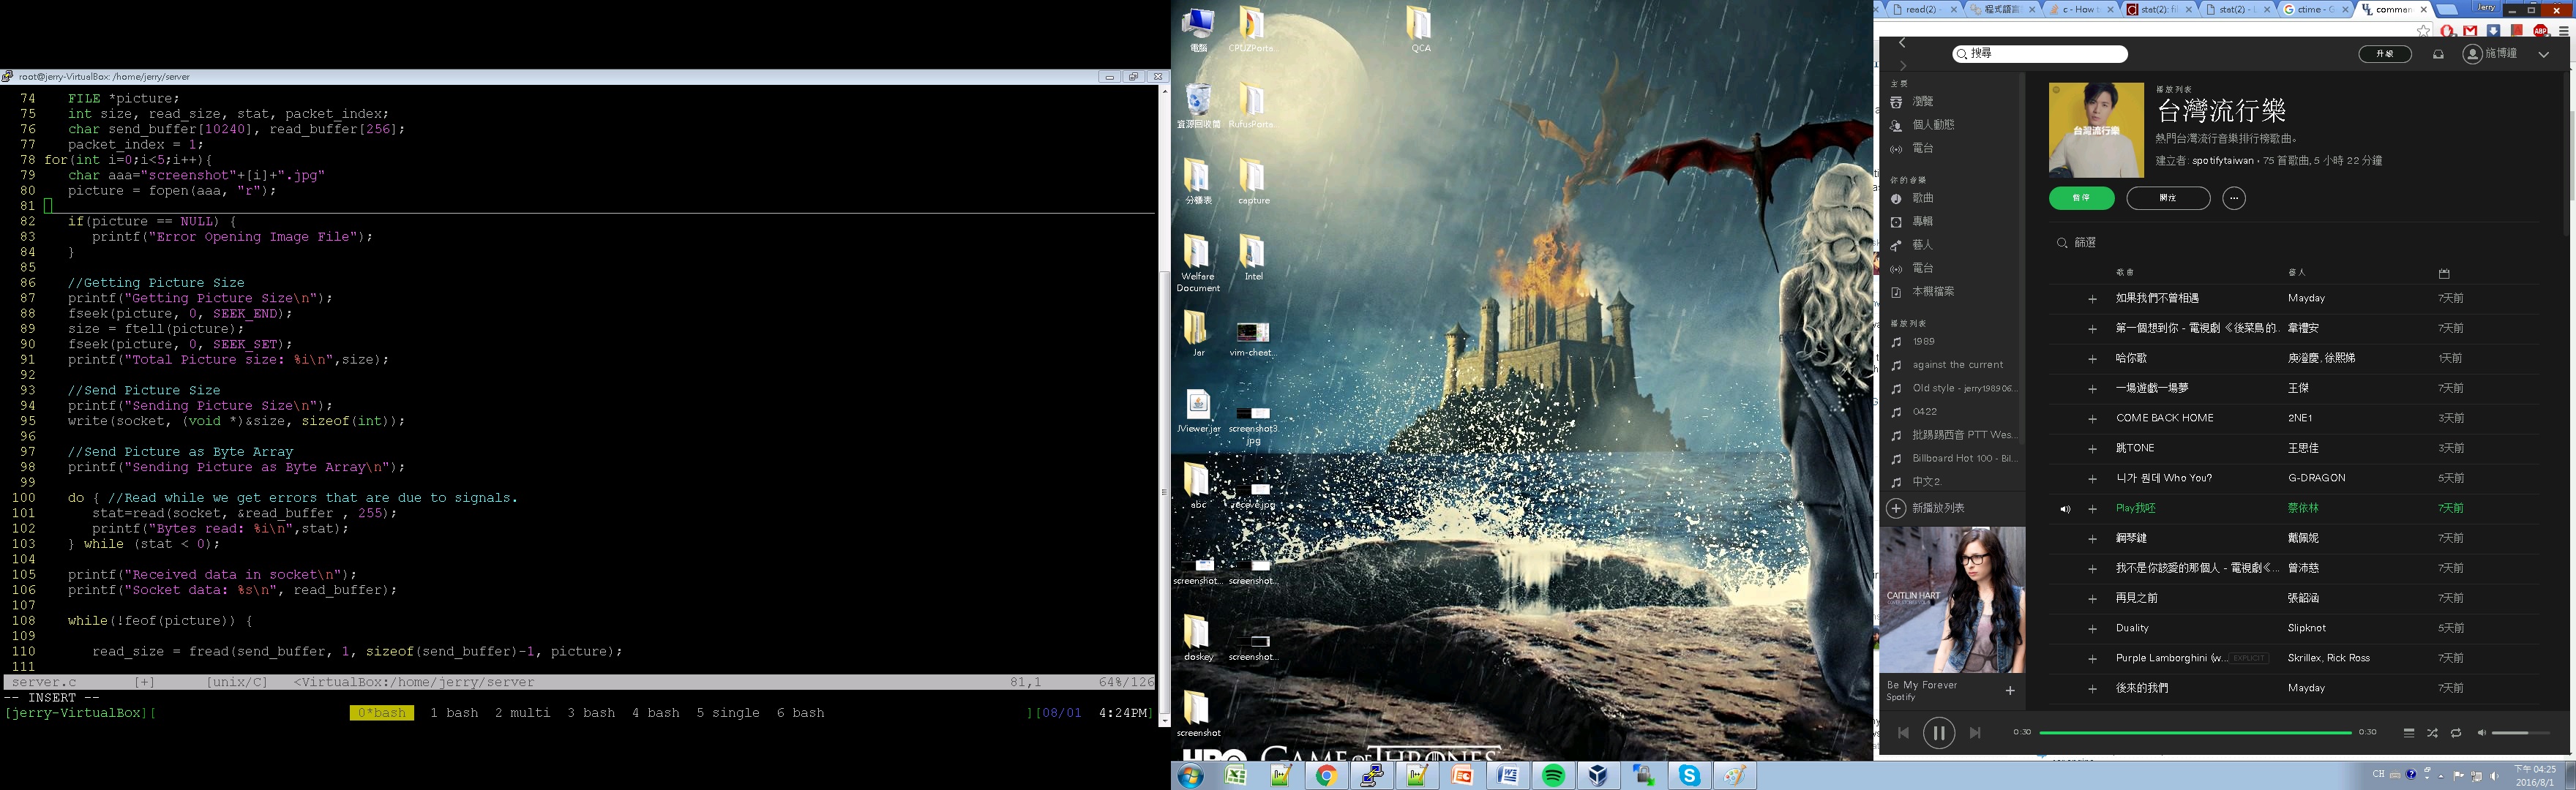 root@jerry-VirtualBox: /home/jerry/server
74 FILE *picture;
75 int size, read_size, stat, packet_index;
76 char send_buffer[10240], read_buffer[256];
77 packet_index = 1;
78 for(int i=0;i<5;i++){
79 char aaa="screenshot"+[i]+".jpg"
80 picture = fopen(aaa, "r");
81
82 if(picture == NULL) {
83 printf("Error Opening Image File");
84 }
85
86 //Getting Picture Size
87 printf("Getting Picture Size\n");
88 fseek(picture, 0, SEEK_END);
89 size = ftell(picture);
90 fseek(picture, 0, SEEK_SET);
91 printf("Total Picture size: %i\n",size);
92
93 //Send Picture Size
94 printf("Sending Picture Size\n");
95 write(socket, (void *)&size, sizeof(int));
96
97 //Send Picture as Byte Array
98 printf("Sending Picture as Byte Array\n");
99
100 do { //Read while we get errors that are due to signals.
101 stat=read(socket, &read_buffer , 255);
102 printf("Bytes read: %i\n",stat);
103 } while (stat < 0);
104
105 printf("Received data in socket\n");
106 printf("Socket data: %s\n", read_buffer);
107
108 while(!feof(picture)) {
109
110 read_size = fread(send_buffer, 1, sizeof(send_buffer)-1, picture);
111
server.c [+] [unix/C] <VirtualBox:/home/jerry/server 81,1 64%/126
-- INSERT --
[jerry-VirtualBox][ 0*bash 1 bash 2 multi 3 bash 4 bash 5 single 6 bash ][08/01 4:24PM]
電腦 CPUZPorta... QCA
資源回收筒 RufusPorta...
分機表 capture
Welfare Document Intel
Jar vim-cheat...
JViewer.jar screenshot3.jpg
abc receve.jpg
screenshot... screenshot...
doskey screenshot...
screenshot
HBO GAME OF THRONES
read(2) - 程式語言 c - How t stat(2): fil stat(2) - L ctime - G comman Jerry
ABP
搜尋 升級 施博鐘
主要
瀏覽
個人動態
電台
你的音樂
歌曲
專輯
藝人
電台
本機檔案
播放列表
1989
against the current
Old style - jerry198906...
0422
批踢踢西音 PTT Wes...
Billboard Hot 100 - Bil...
中文2.
新播放列表
CAITLIN HART
Be My Forever
Spotify
台灣流行樂
播放列表
台灣流行樂
熱門台灣流行音樂排行榜歌曲。
建立者: spotifytaiwan • 75 首歌曲, 5 小時 22 分鐘
暫停 關注 ...
篩選
歌曲 藝人
如果我們不曾相遇 Mayday 7天前
第一個想到你 - 電視劇《後菜鳥的... 韋禮安 7天前
哈你歌 庾澄慶, 徐熙娣 1天前
一場遊戲一場夢 王傑 7天前
COME BACK HOME 2NE1 3天前
跳TONE 王思佳 3天前
니가 뭔데 Who You? G-DRAGON 5天前
Play我呸 蔡依林 7天前
鋼琴鍵 戴佩妮 7天前
我不是你該愛的那個人 - 電視劇《... 曾沛慈 7天前
再見之前 張韶涵 7天前
Duality Slipknot 5天前
Purple Lamborghini (w... EXPLICIT Skrillex, Rick Ross 7天前
後來的我們 Mayday 7天前
0:30 0:30
CH 下午 04:25
2016/8/1